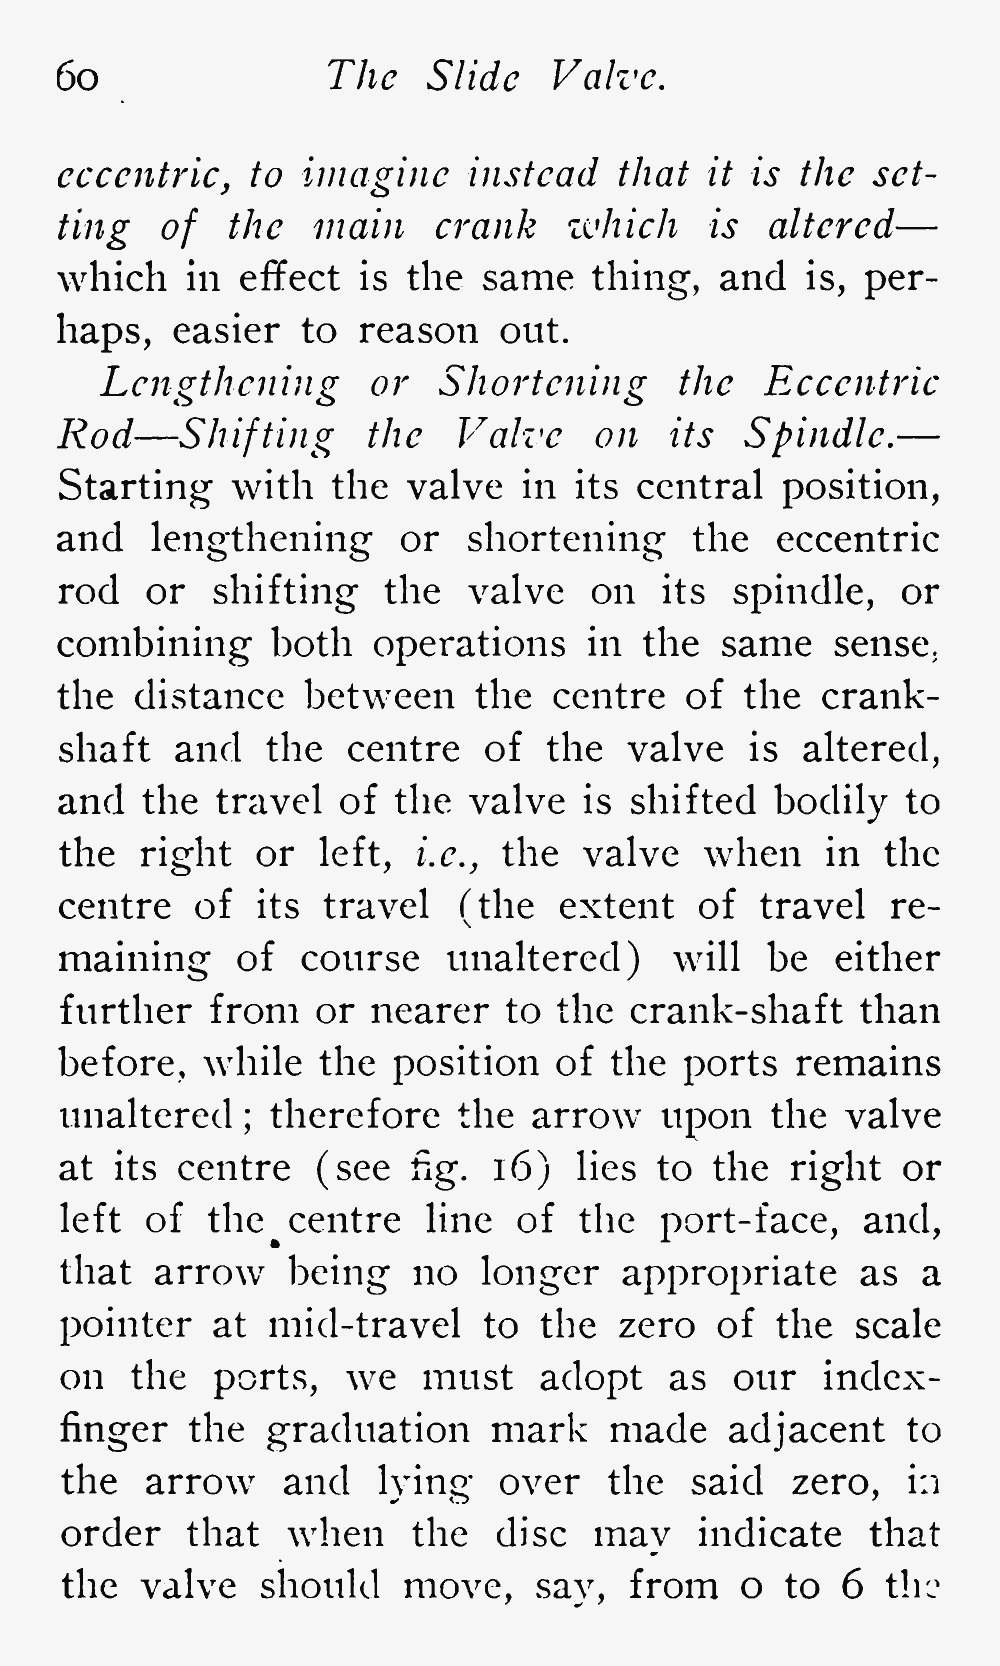 60 The Slide Valve.
eccentric, to imagine instead that it is the set-
ting of the main crank which is altered—
which in effect is the same thing, and is, per-
haps, easier to reason out.
Lengthening or Shortening the Eccentric
Rod—Shifting the Valve on its Spindle.—
Starting with the valve in its central position,
and lengthening or shortening the eccentric
rod or shifting the valve on its spindle, or
combining both operations in the same sense,
the distance between the centre of the crank-
shaft and the centre of the valve is altered,
and the travel of the valve is shifted bodily to
the right or left, i.e., the valve when in the
centre of its travel (the extent of travel re-
maining of course unaltered) will be either
further from or nearer to the crank-shaft than
before, while the position of the ports remains
unaltered; therefore the arrow upon the valve
at its centre (see fig. 16) lies to the right or
left of the centre line of the port-face, and,
that arrow being no longer appropriate as a
pointer at mid-travel to the zero of the scale
on the ports, we must adopt as our index-
finger the graduation mark made adjacent to
the arrow and lying over the said zero, in
order that when the disc may indicate that
the valve should move, say, from 0 to 6 the